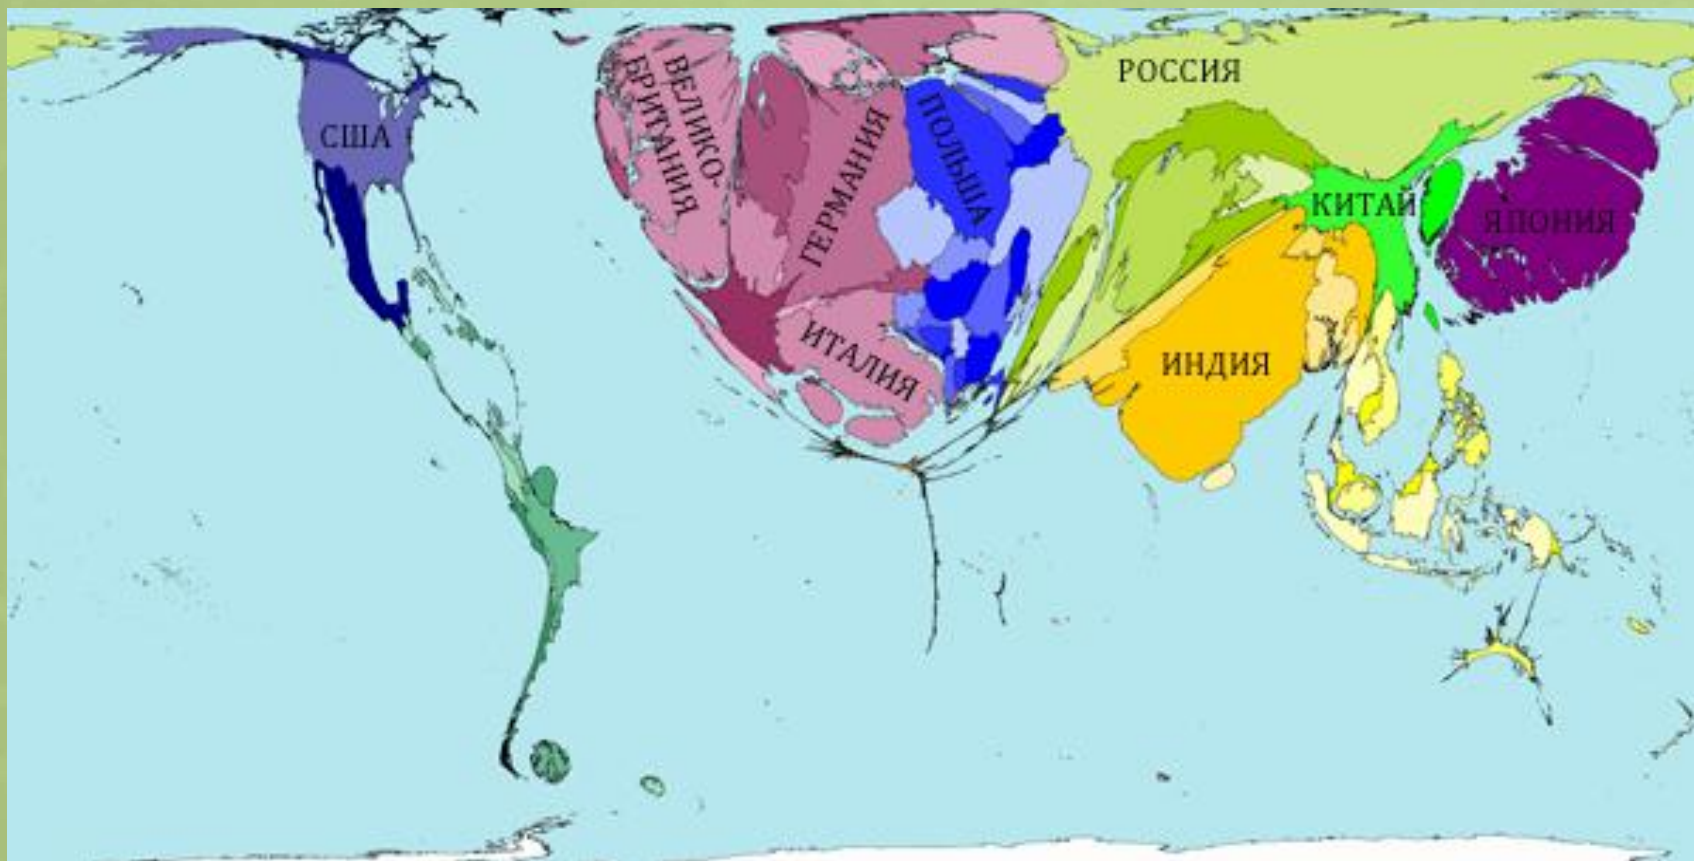 США
ВЕЛИКО-
БРИТАНИЯ
ГЕРМАНИЯ
ПОЛЬША
ИТАЛИЯ
РОССИЯ
КИТАЙ
ЯПОНИЯ
ИНДИЯ